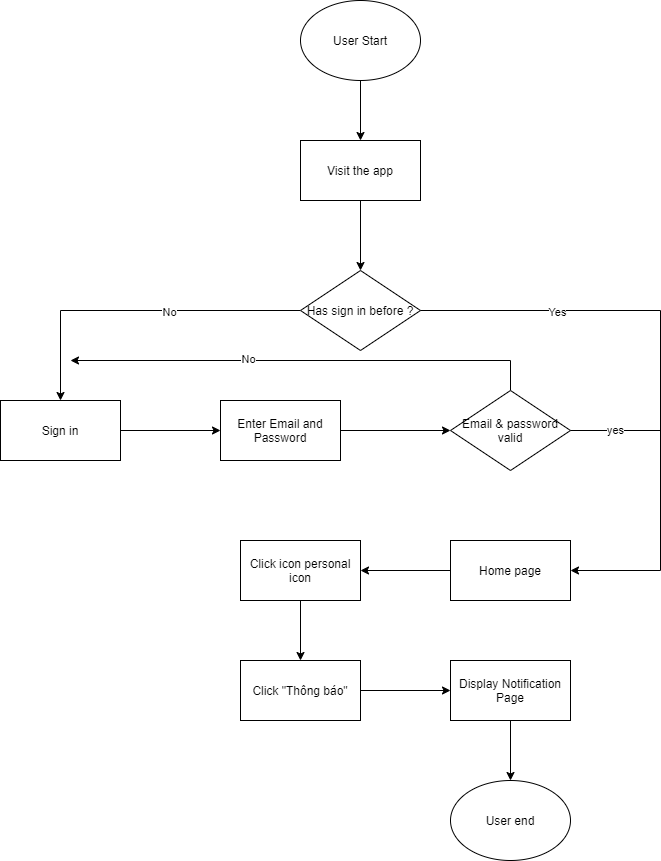 User Start
Visit the app
Has sign in before ?
No
Yes
No
Sign in
Enter Email and
Password
Email & password
valid
yes
Click icon personal
icon
Home page
Click "Thông báo"
Display Notification
Page
User end